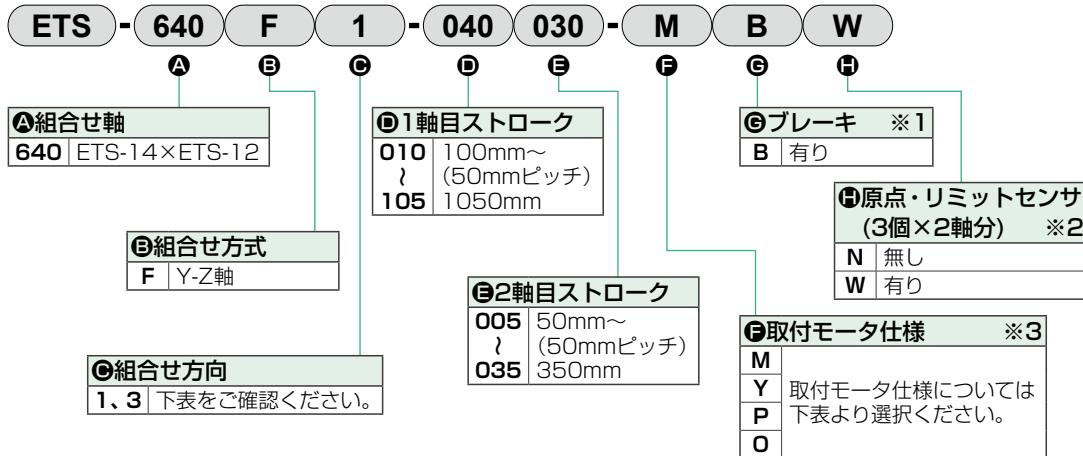 ETS-640 F 1-040 030-M B W
A B C D E F G H
A組合せ軸
640 ETS-14×ETS-12
B組合せ方式
F Y-Z軸
C組合せ方向
1、3 下表をご確認ください。
D1軸目ストローク
010 100mm～
～ (50mmピッチ)
105 1050mm
E2軸目ストローク
005 50mm～
～ (50mmピッチ)
035 350mm
F取付モータ仕様 ※3
M
Y 取付モータ仕様については
P 下表より選択ください。
O
Gブレーキ ※1
B 有り
H原点・リミットセンサ
(3個×2軸分) ※2
N 無し
W 有り